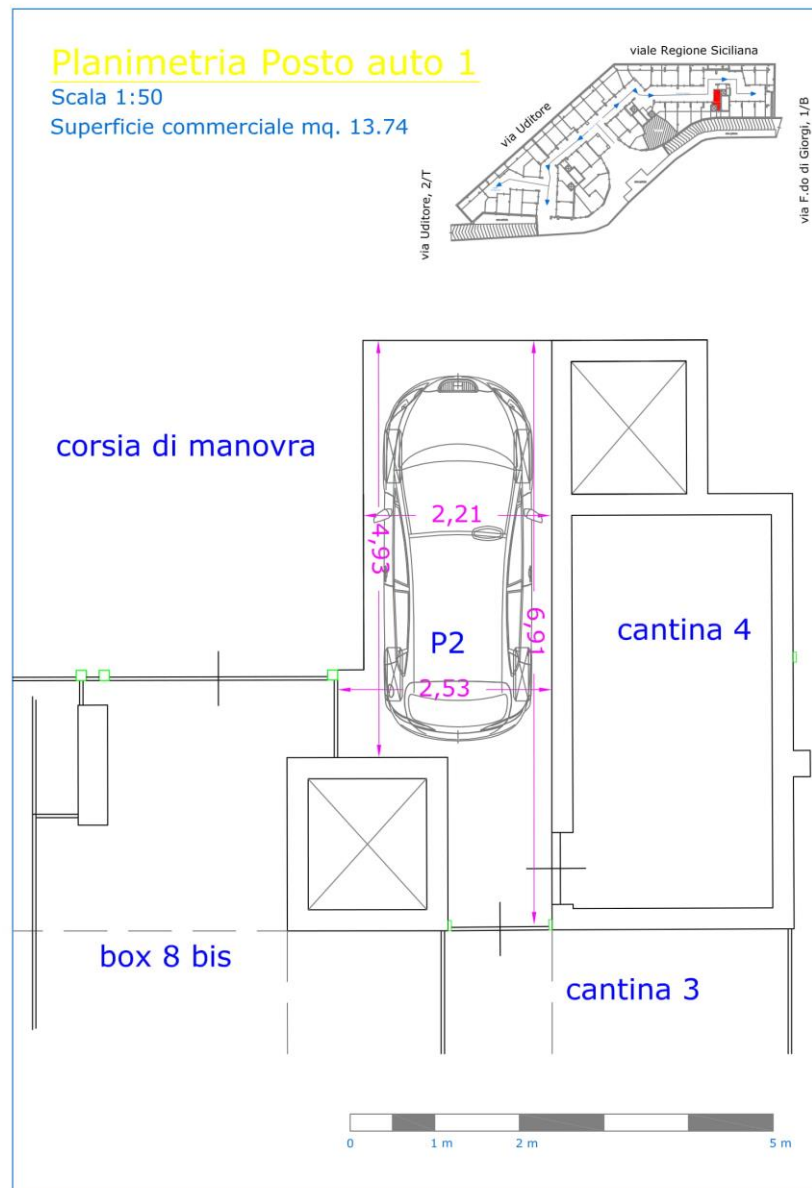 Planimetria Posto auto 1
Scala 1:50
Superficie commerciale mq. 13.74
viale Regione Siciliana
via Uditore
via Uditore, 2/T
via F.do di Giorgi, 1/B
corsia di manovra
2,21
4,93
6,91
P2
cantina 4
2,53
box 8 bis
cantina 3
0 1 m 2 m 5 m